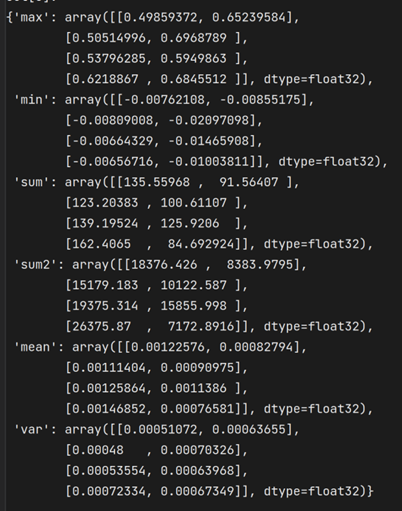 {'max': array([[0.49859372, 0.65239584],
[0.50514996, 0.6968789 ],
[0.53796285, 0.5949863 ],
[0.6218867 , 0.6845512 ]], dtype=float32),
'min': array([[-0.00762108, -0.00855175],
[-0.00809008, -0.02097098],
[-0.00664329, -0.01465908],
[-0.00656716, -0.01003811]], dtype=float32),
'sum': array([[135.55968 , 91.56407 ],
[123.20383 , 100.61107 ],
[139.19524 , 125.9206 ],
[162.4065 , 84.692924]], dtype=float32),
'sum2': array([[18376.426 , 8383.9795],
[15179.183 , 10122.587 ],
[19375.314 , 15855.998 ],
[26375.87 , 7172.8916]], dtype=float32),
'mean': array([[0.00122576, 0.00082794],
[0.00111404, 0.00090975],
[0.00125864, 0.0011386 ],
[0.00146852, 0.00076581]], dtype=float32),
'var': array([[0.00051072, 0.00063655],
[0.00048 , 0.00070326],
[0.00053554, 0.00063968],
[0.00072334, 0.00067349]], dtype=float32)}